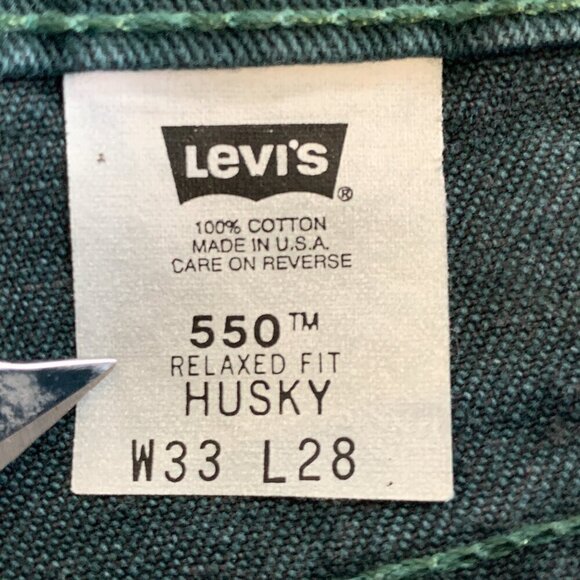 LEVI'S ®
100% COTTON
MADE IN U.S.A.
CARE ON REVERSE
550™
RELAXED FIT
HUSKY
W33 L28